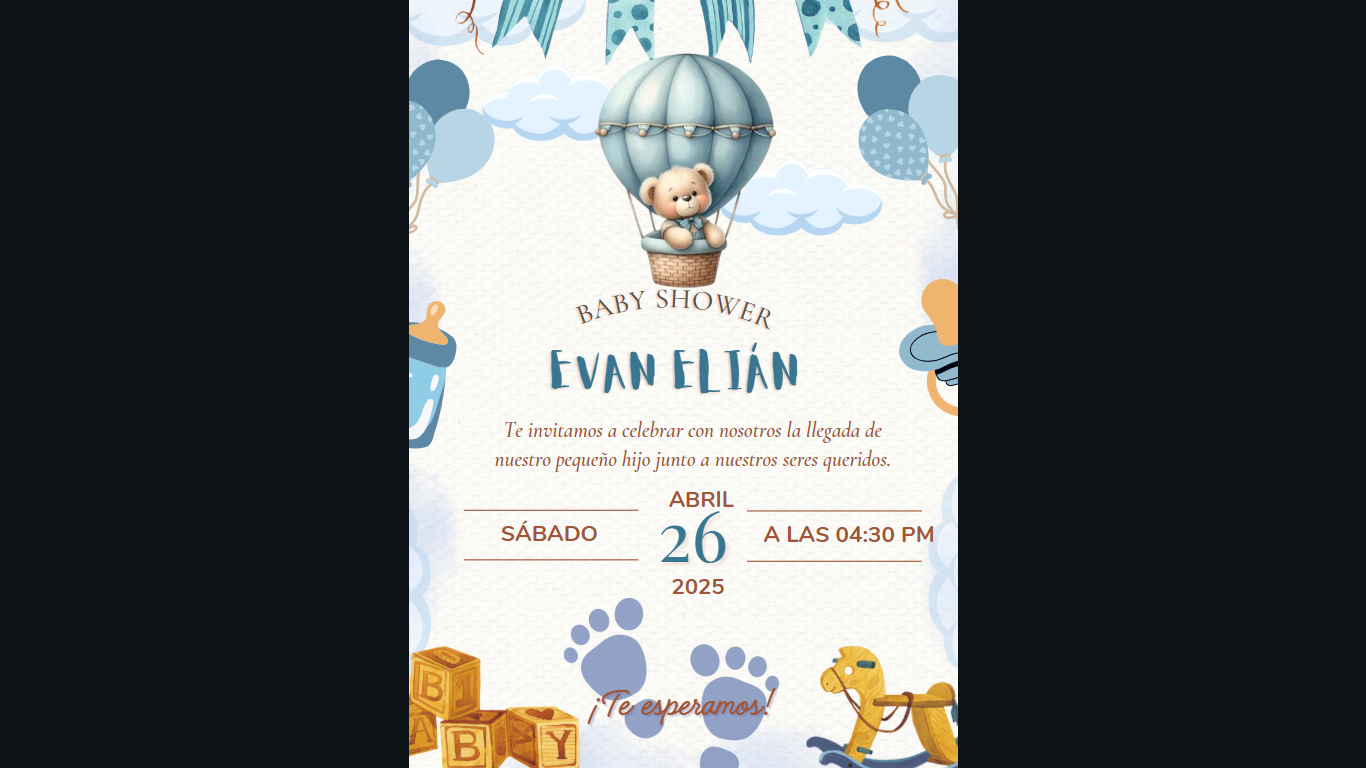 BABY SHOWER
EVAN ELIÁN
Te invitamos a celebrar con nosotros la llegada de
nuestro pequeño hijo junto a nuestros seres queridos.
ABRIL
SÁBADO
26
A LAS 04:30 PM
2025
¡Te esperamos!
B
A
B
Y